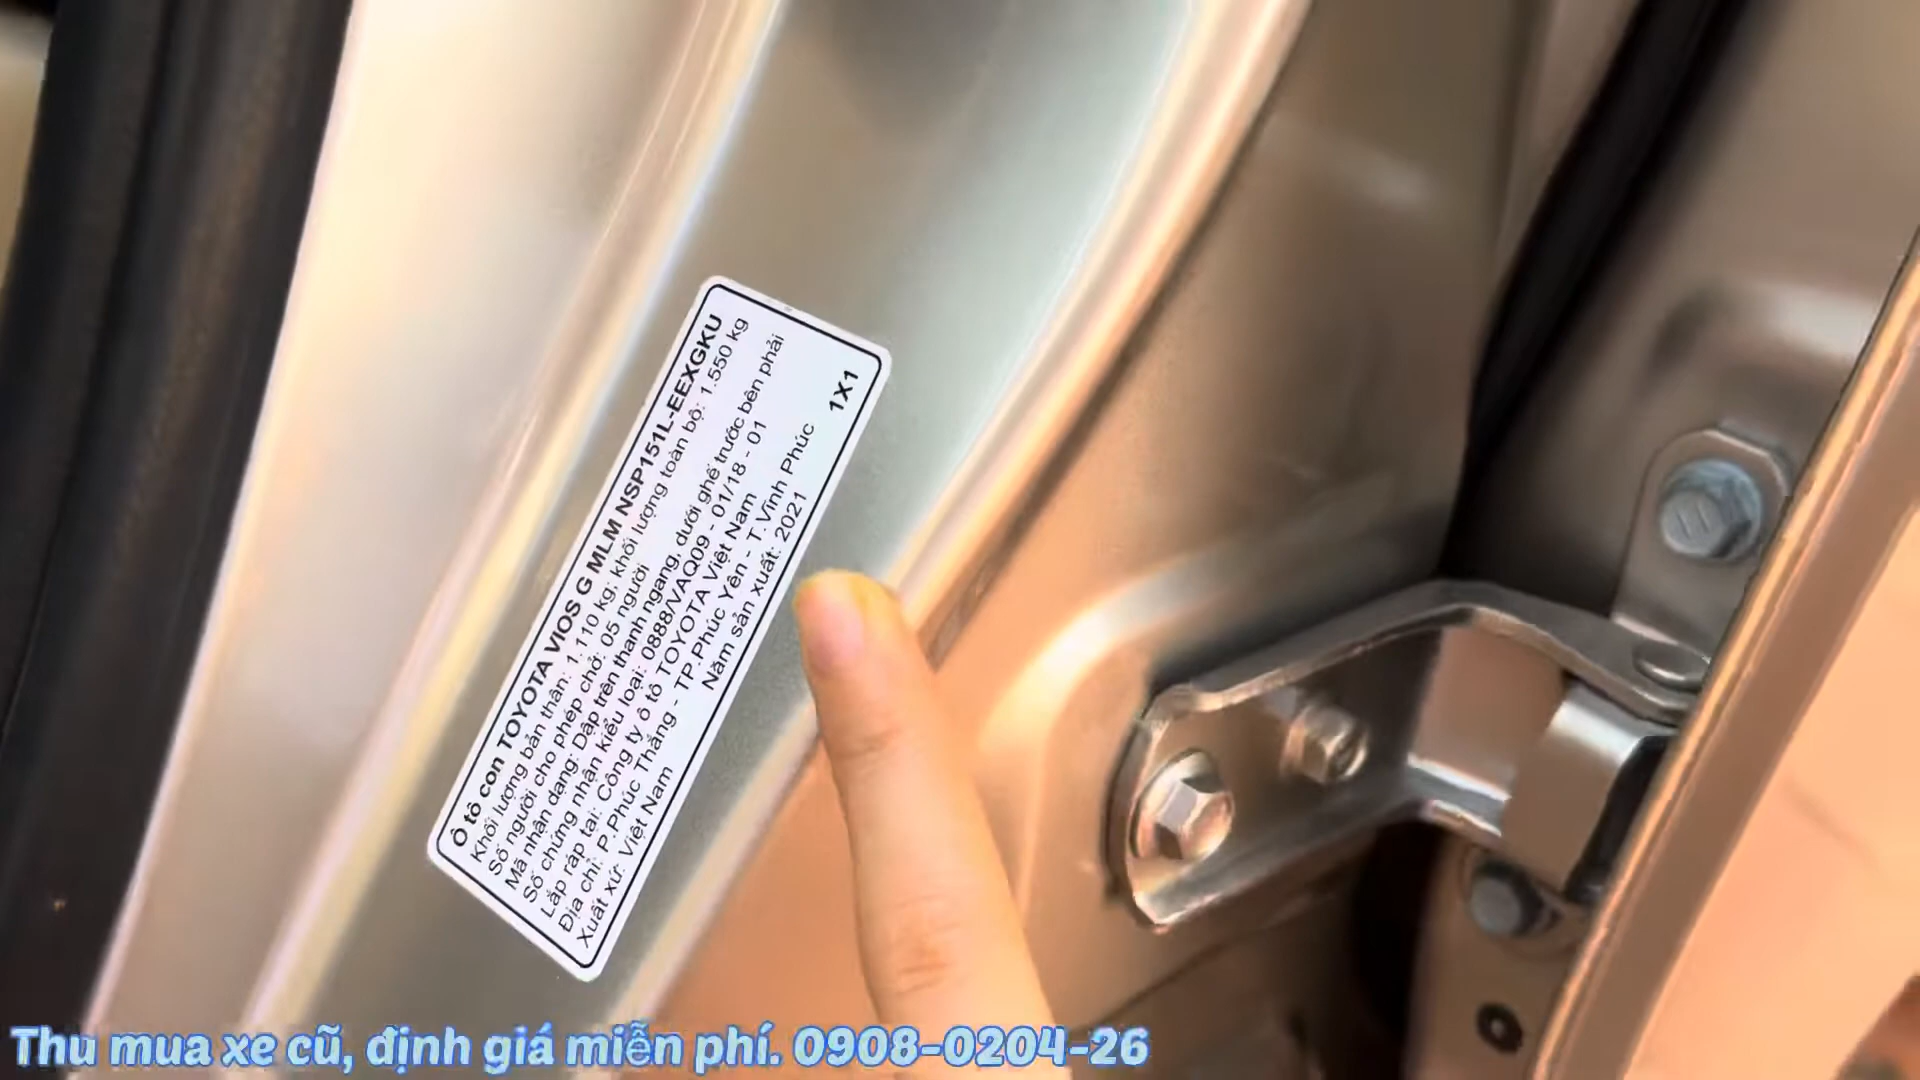 Ô tô con TOYOTA VIOS G MLM NSP151L-EEXGKU
Khối lượng bản thân: 1.110 kg; khối lượng toàn bộ: 1.550 kg
Số người cho phép chở: 05 người
Mã nhận dạng: Dập trên thanh ngang, dưới ghế trước bên phải
Số chứng nhận kiểu loại: 0888/VAQ09 - 01/18 - 01
Lắp ráp tại: Công ty ô tô TOYOTA Việt Nam
Địa chỉ: P.Phúc Thắng - TP.Phúc Yên - T.Vĩnh Phúc 1X1
Xuất xứ: Việt Nam Năm sản xuất: 2021
Thu mua xe cũ, định giá miễn phí. 0908-0204-26